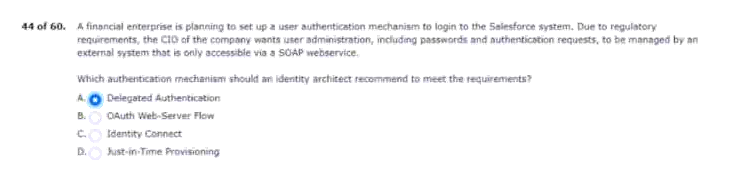 44 of 60. A financial enterprise is planning to set up a user authentication mechanism to login to the Salesforce system. Due to regulatory
requirements, the CIO of the company wants user administration, including passwords and authentication requests, to be managed by an
external system that is only accessible via a SOAP webservice.
Which authentication mechanism should an identity architect recommend to meet the requirements?
A. Delegated Authentication
B. OAuth Web-Server Flow
C. Identity Connect
D. Just-in-Time Provisioning